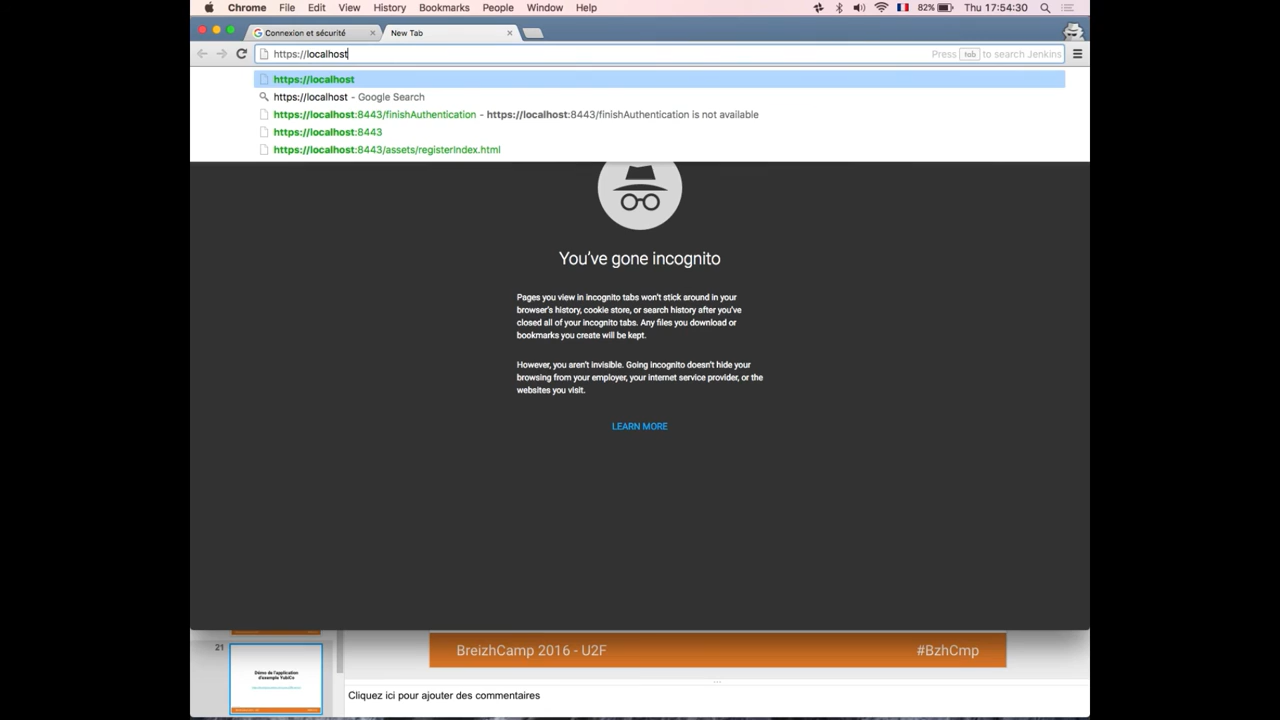 Chrome File Edit View History Bookmarks People Window Help 82% Thu 17:54:30
Connexion et sécurité New Tab
https://localhost Press tab to search Jenkins
https://localhost
https://localhost - Google Search
https://localhost:8443/finishAuthentication - https://localhost:8443/finishAuthentication is not available
https://localhost:8443
https://localhost:8443/assets/registerIndex.html
You've gone incognito
Pages you view in incognito tabs won't stick around in your
browser's history, cookie store, or search history after you've
closed all of your incognito tabs. Any files you download or
bookmarks you create will be kept.
However, you aren't invisible. Going incognito doesn't hide your
browsing from your employer, your internet service provider, or the
websites you visit.
LEARN MORE
21
Démo de l'application
d'exemple YubiCo
BreizhCamp 2016 - U2F #BzhCmp
Cliquez ici pour ajouter des commentaires